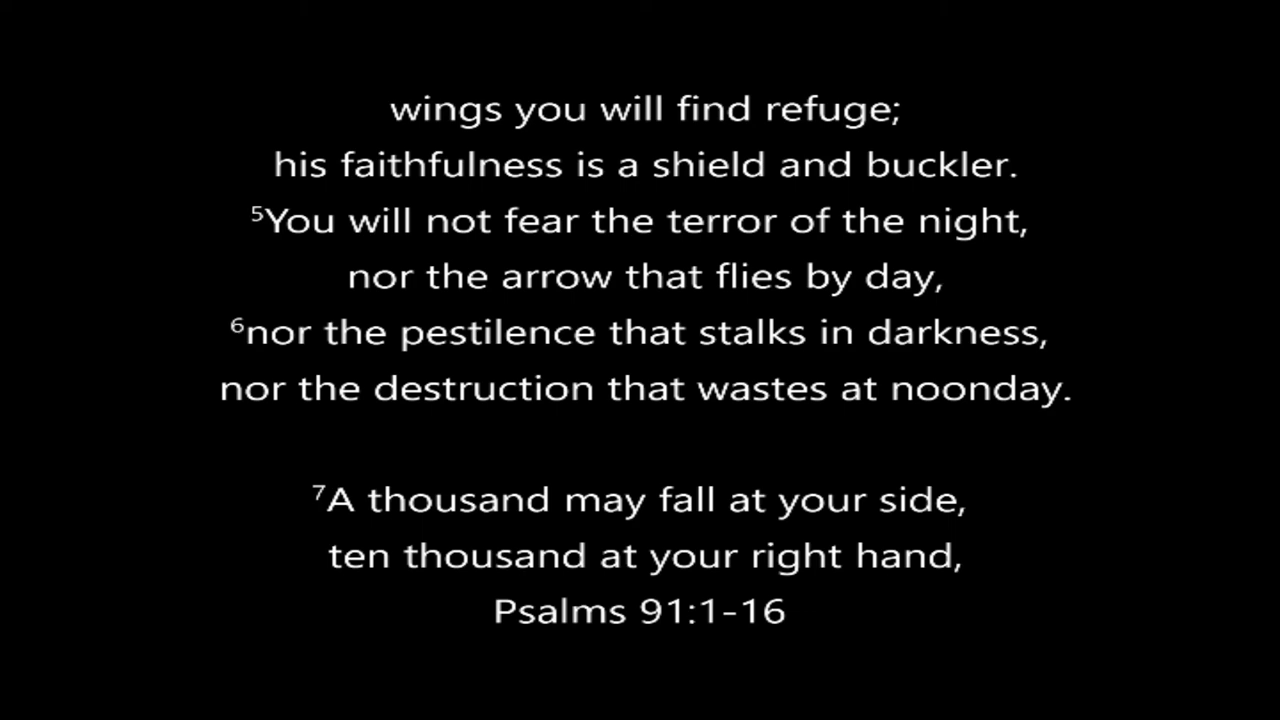 wings you will find refuge;
his faithfulness is a shield and buckler.
⁵You will not fear the terror of the night,
nor the arrow that flies by day,
⁶nor the pestilence that stalks in darkness,
nor the destruction that wastes at noonday.
⁷A thousand may fall at your side,
ten thousand at your right hand,
Psalms 91:1-16